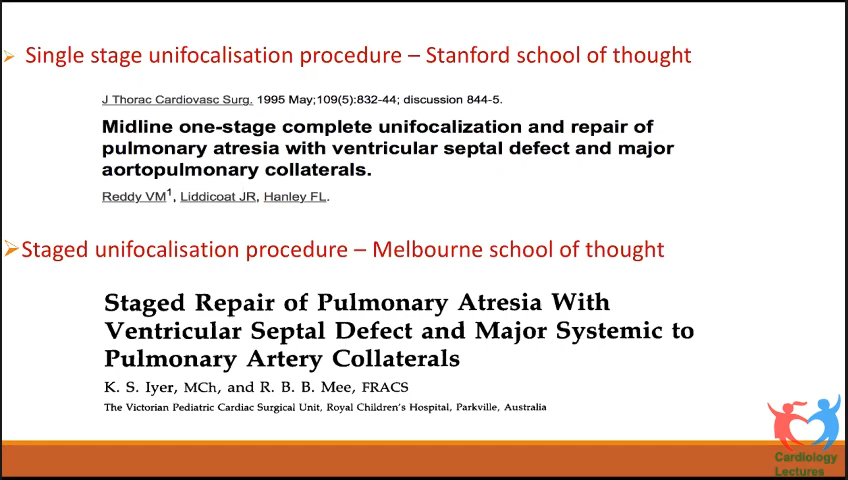 Single stage unifocalisation procedure – Stanford school of thought
J Thorac Cardiovasc Surg. 1995 May;109(5):832-44; discussion 844-5.
Midline one-stage complete unifocalization and repair of
pulmonary atresia with ventricular septal defect and major
aortopulmonary collaterals.
Reddy VM1, Liddicoat JR, Hanley FL.
Staged unifocalisation procedure – Melbourne school of thought
Staged Repair of Pulmonary Atresia With
Ventricular Septal Defect and Major Systemic to
Pulmonary Artery Collaterals
K. S. Iyer, MCh, and R. B. B. Mee, FRACS
The Victorian Pediatric Cardiac Surgical Unit, Royal Children's Hospital, Parkville, Australia
Cardiology
Lectures